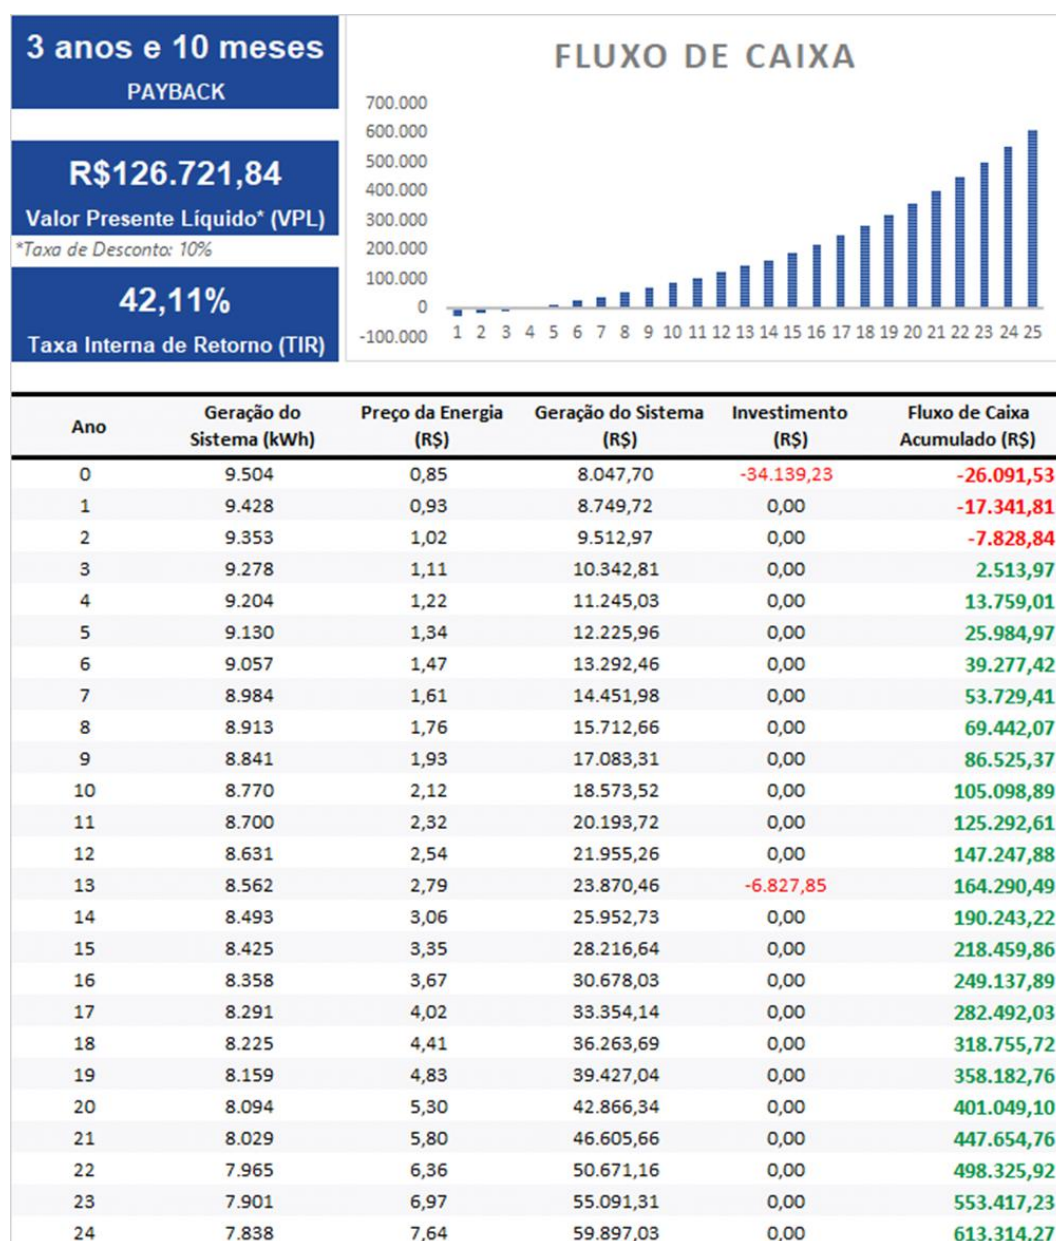 3 anos e 10 meses
PAYBACK
R$126.721,84
Valor Presente Líquido* (VPL)
*Taxa de Desconto: 10%
42,11%
Taxa Interna de Retorno (TIR)
FLUXO DE CAIXA
700.000
600.000
500.000
400.000
300.000
200.000
100.000
0
-100.000
1 2 3 4 5 6 7 8 9 10 11 12 13 14 15 16 17 18 19 20 21 22 23 24 25
Ano Geração do Sistema (kWh) Preço da Energia (R$) Geração do Sistema (R$) Investimento (R$) Fluxo de Caixa Acumulado (R$)
0 9.504 0,85 8.047,70 -34.139,23 -26.091,53
1 9.428 0,93 8.749,72 0,00 -17.341,81
2 9.353 1,02 9.512,97 0,00 -7.828,84
3 9.278 1,11 10.342,81 0,00 2.513,97
4 9.204 1,22 11.245,03 0,00 13.759,01
5 9.130 1,34 12.225,96 0,00 25.984,97
6 9.057 1,47 13.292,46 0,00 39.277,42
7 8.984 1,61 14.451,98 0,00 53.729,41
8 8.913 1,76 15.712,66 0,00 69.442,07
9 8.841 1,93 17.083,31 0,00 86.525,37
10 8.770 2,12 18.573,52 0,00 105.098,89
11 8.700 2,32 20.193,72 0,00 125.292,61
12 8.631 2,54 21.955,26 0,00 147.247,88
13 8.562 2,79 23.870,46 -6.827,85 164.290,49
14 8.493 3,06 25.952,73 0,00 190.243,22
15 8.425 3,35 28.216,64 0,00 218.459,86
16 8.358 3,67 30.678,03 0,00 249.137,89
17 8.291 4,02 33.354,14 0,00 282.492,03
18 8.225 4,41 36.263,69 0,00 318.755,72
19 8.159 4,83 39.427,04 0,00 358.182,76
20 8.094 5,30 42.866,34 0,00 401.049,10
21 8.029 5,80 46.605,66 0,00 447.654,76
22 7.965 6,36 50.671,16 0,00 498.325,92
23 7.901 6,97 55.091,31 0,00 553.417,23
24 7.838 7,64 59.897,03 0,00 613.314,27